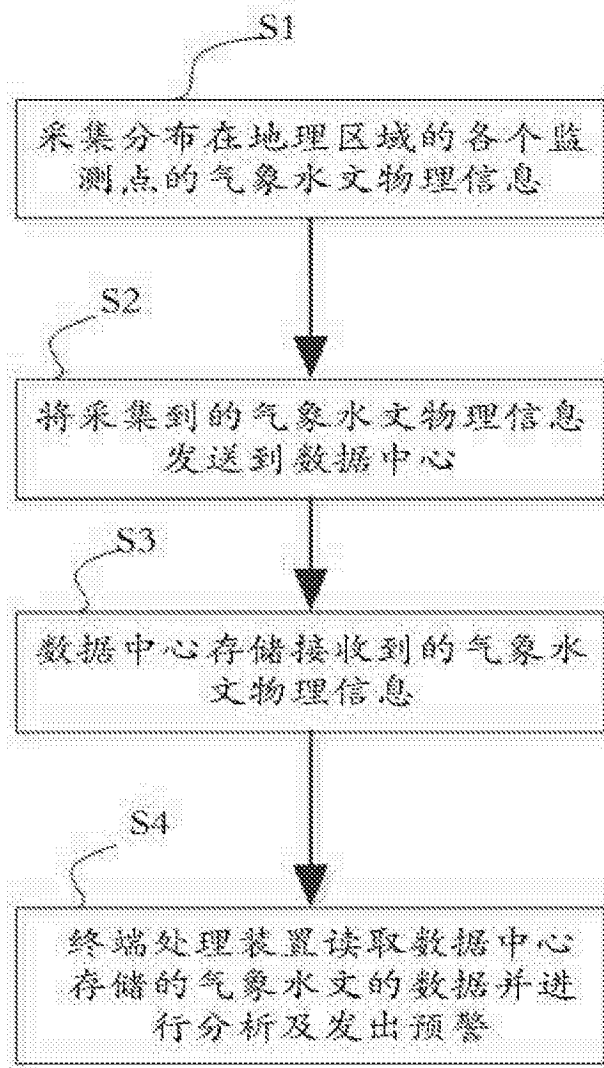 S1
采集分布在地理区域的各个监
测点的气象水文物理信息
S2
将采集到的气象水文物理信息
发送到数据中心
S3
数据中心存储接收到的气象水
文物理信息
S4
终端处理装置读取数据中心
存储的气象水文的数据并进
行分析及发出预警